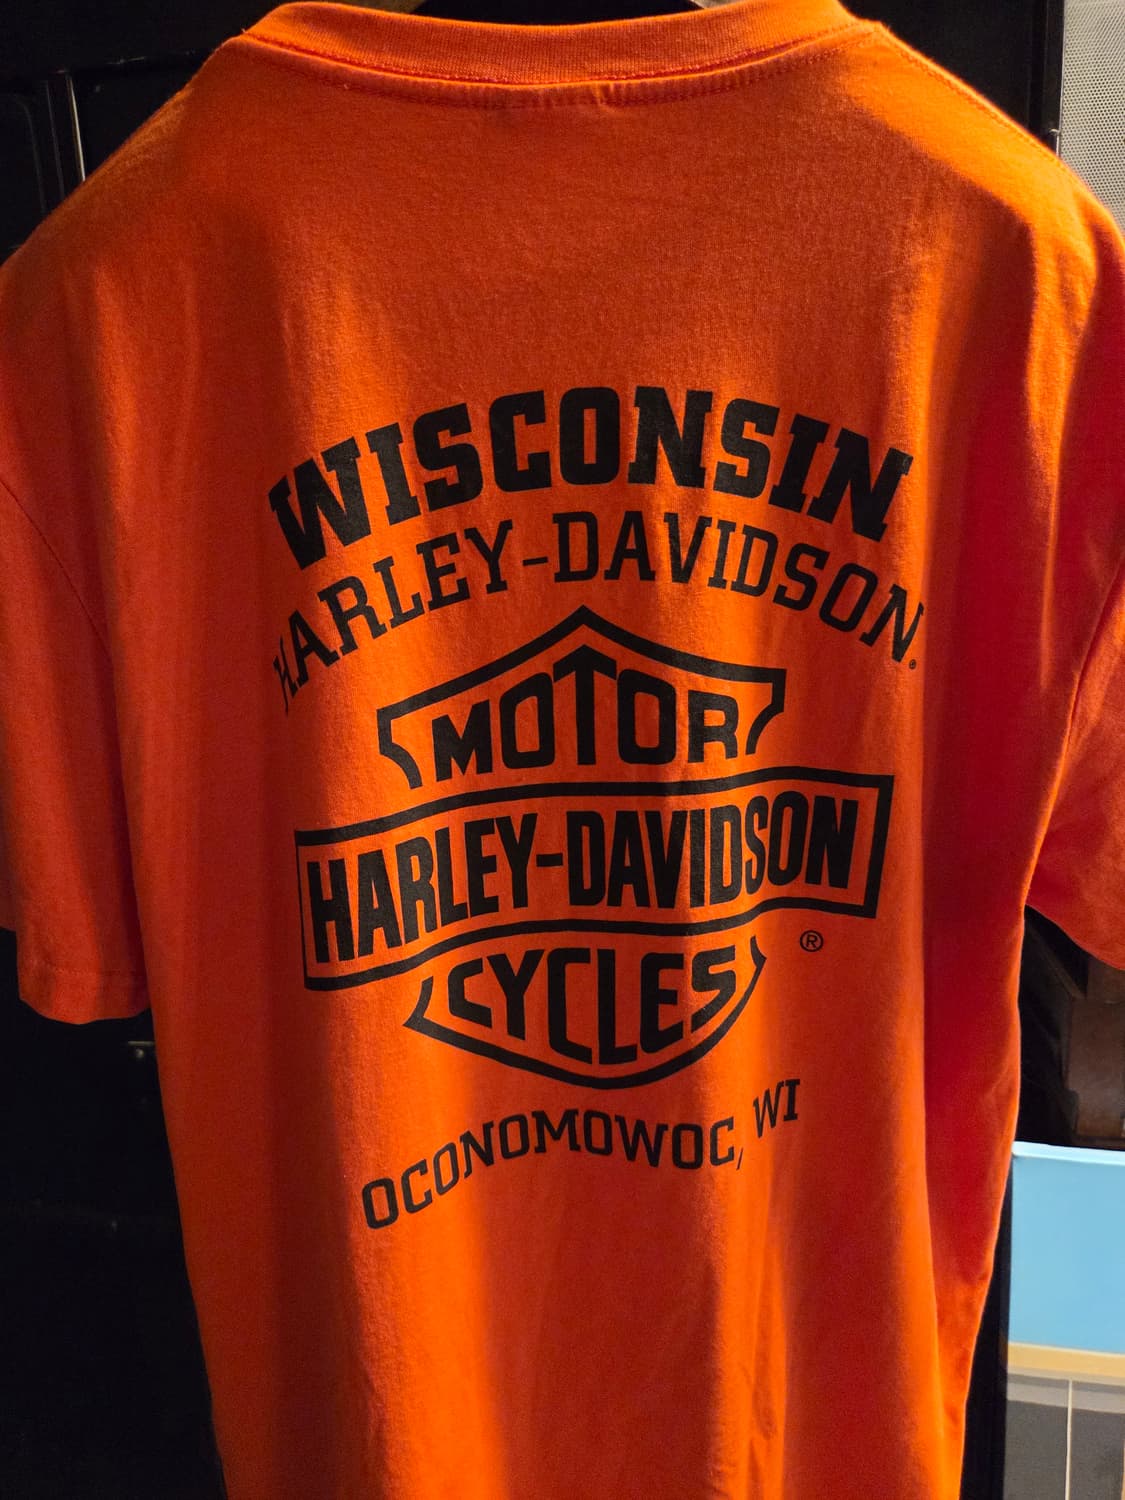 WISCONSIN
HARLEY-DAVIDSON®
MOTOR
HARLEY-DAVIDSON
CYCLES ®
OCONOMOWOC, WI